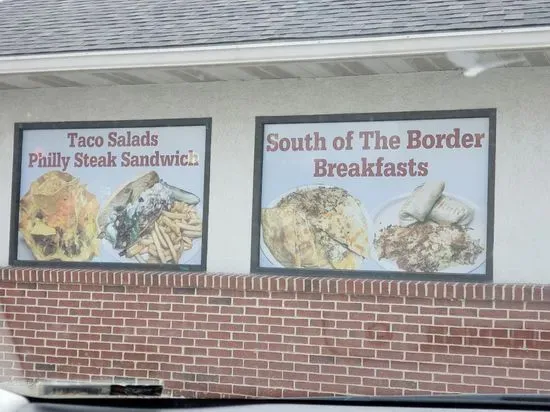 Taco Salads
Philly Steak Sandwich
South of The Border
Breakfasts